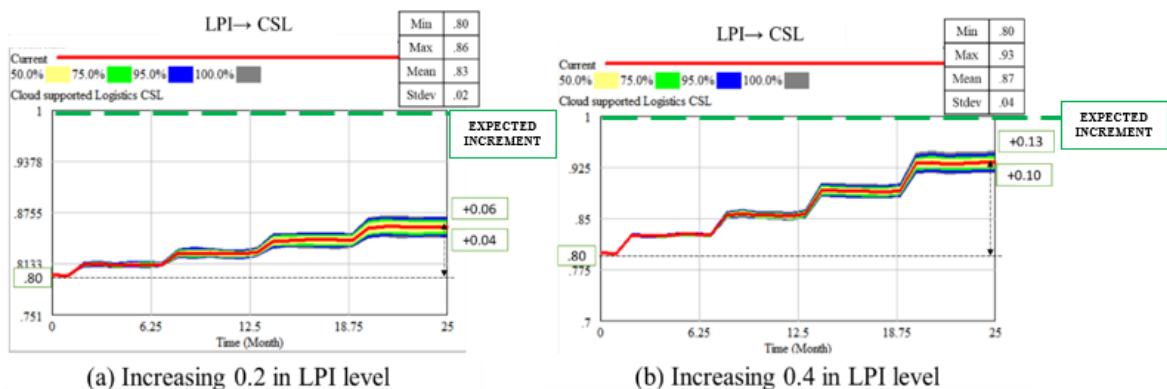 LPI→ CSL
Min .80
Max .86
Mean .83
Stdev .02
Current
50.0% 75.0% 95.0% 100.0%
Cloud supported Logistics CSL
1
.9378
.8755
.8133
.80
.751
0 6.25 12.5 18.75 25
Time (Month)
EXPECTED
INCREMENT
+0.06
+0.04
(a) Increasing 0.2 in LPI level
LPI→ CSL
Min .80
Max .93
Mean .87
Stdev .04
Current
50.0% 75.0% 95.0% 100.0%
Cloud supported Logistics CSL
1
.925
.85
.80
.775
.7
0 6.25 12.5 18.75 25
Time (Month)
EXPECTED
INCREMENT
+0.13
+0.10
(b) Increasing 0.4 in LPI level